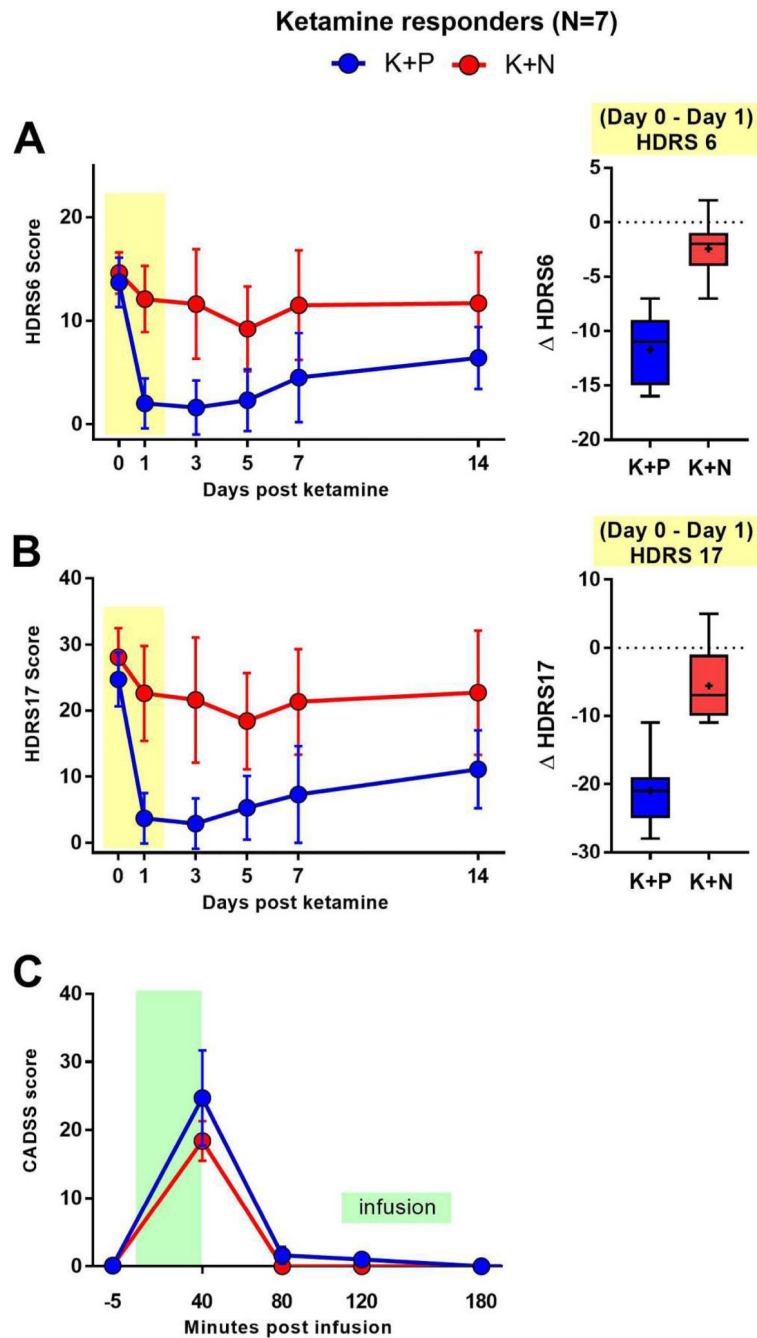 Ketamine responders (N=7)
K+P K+N
A
(Day 0 - Day 1)
HDRS 6
HDRS6 Score
20
10
0
0 1 3 5 7 14
Days post ketamine
Δ HDRS6
5
0
-5
-10
-15
-20
K+P K+N
B
(Day 0 - Day 1)
HDRS 17
HDRS17 Score
40
30
20
10
0
0 1 3 5 7 14
Days post ketamine
Δ HDRS17
10
0
-10
-20
-30
K+P K+N
C
CADSS score
40
30
20
10
0
infusion
-5 40 80 120 180
Minutes post infusion